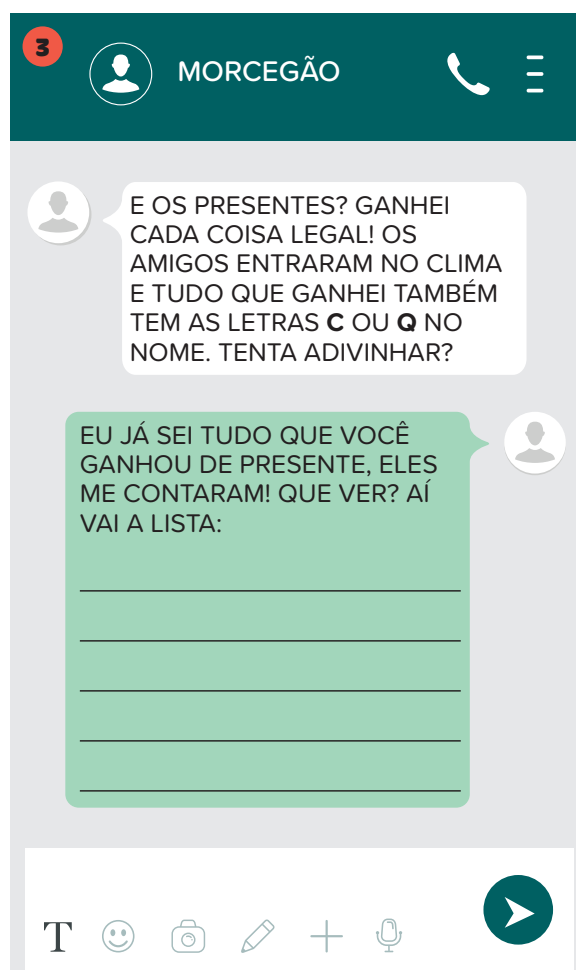 3
MORCEGÃO
E OS PRESENTES? GANHEI
CADA COISA LEGAL! OS
AMIGOS ENTRARAM NO CLIMA
E TUDO QUE GANHEI TAMBÉM
TEM AS LETRAS C OU Q NO
NOME. TENTA ADIVINHAR?
EU JÁ SEI TUDO QUE VOCÊ
GANHOU DE PRESENTE, ELES
ME CONTARAM! QUE VER? AÍ
VAI A LISTA:
T